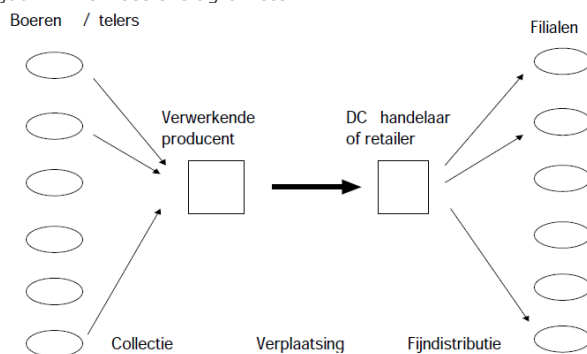 Boeren / telers
Filialen
Verwerkende
producent
DC handelaar
of retailer
Collectie
Verplaatsing
Fijndistributie